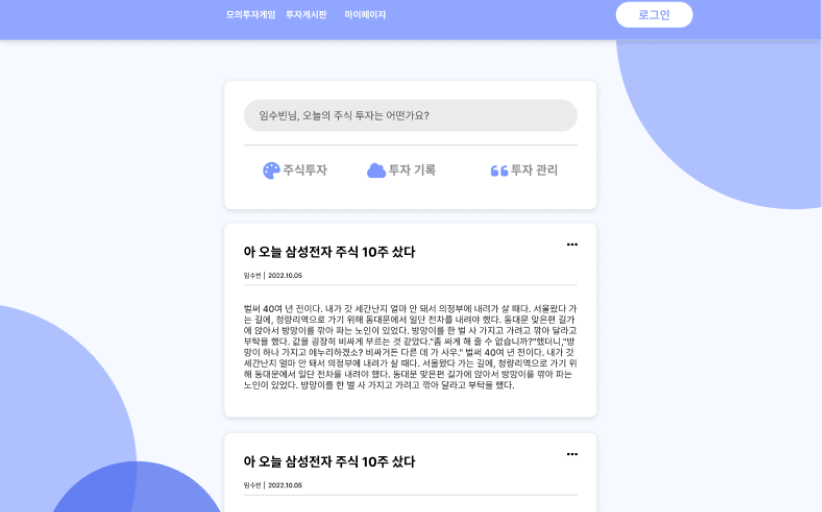 모의투자게임 투자게시판 마이페이지 로그인
임수빈님, 오늘의 주식 투자는 어떤가요?
주식투자 투자 기록 투자 관리
아 오늘 삼성전자 주식 10주 샀다
임수빈 | 2022.10.05
벌써 40여 년 전이다. 내가 갓 세간난지 얼마 안 돼서 의정부에 내려가 살 때다. 서울왔다 가
는 길에, 청량리역으로 가기 위해 동대문에서 일단 전차를 내려야 했다. 동대문 맞은편 길가
에 앉아서 방망이를 깎아 파는 노인이 있었다. 방망이를 한 벌 사 가지고 가려고 깎아 달라고
부탁을 했다. 값을 굉장히 비싸게 부르는 것 같았다."좀 싸게 해 줄 수 없습니까?"했더니,"방
망이 하나 가지고 에누리하겠소? 비싸거든 다른 데 가 사우." 벌써 40여 년 전이다. 내가 갓
세간난지 얼마 안 돼서 의정부에 내려가 살 때다. 서울왔다 가는 길에, 청량리역으로 가기 위
해 동대문에서 일단 전차를 내려야 했다. 동대문 맞은편 길가에 앉아서 방망이를 깎아 파는
노인이 있었다. 방망이를 한 벌 사 가지고 가려고 깎아 달라고 부탁을 했다.
아 오늘 삼성전자 주식 10주 샀다
임수빈 | 2022.10.05